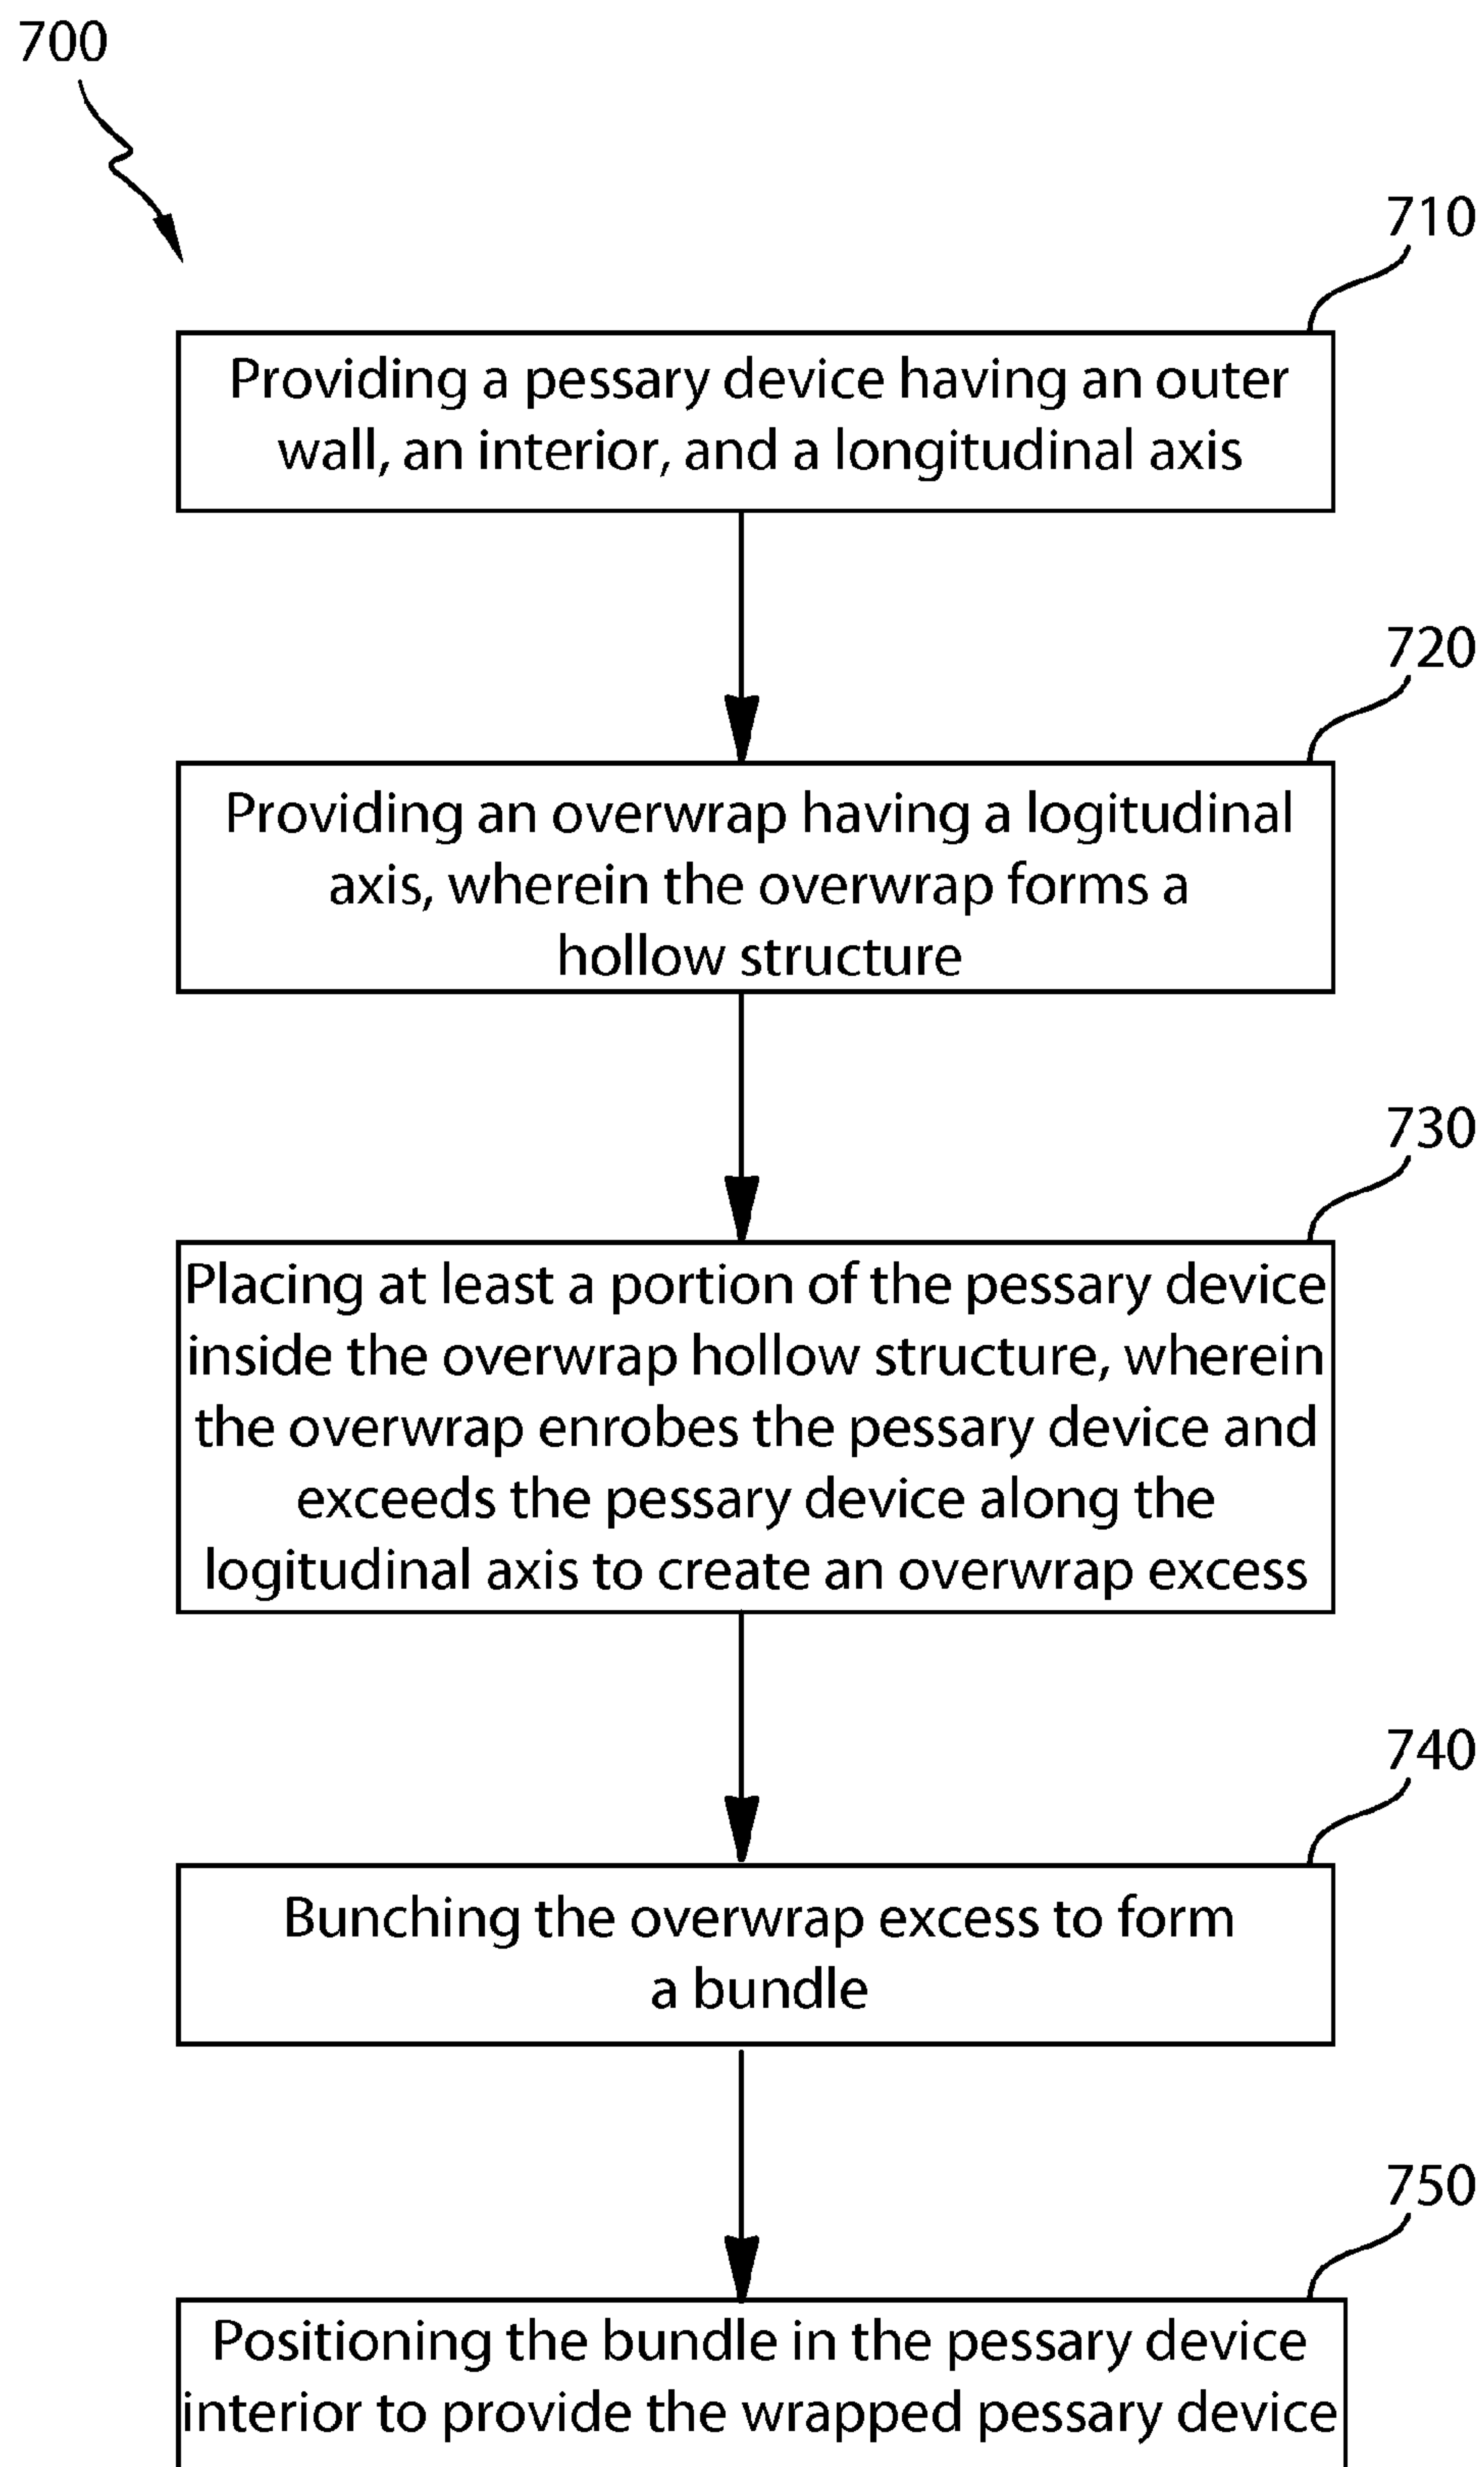 700
710
Providing a pessary device having an outer
wall, an interior, and a longitudinal axis
720
Providing an overwrap having a logitudinal
axis, wherein the overwrap forms a
hollow structure
730
Placing at least a portion of the pessary device
inside the overwrap hollow structure, wherein
the overwrap enrobes the pessary device and
exceeds the pessary device along the
logitudinal axis to create an overwrap excess
740
Bunching the overwrap excess to form
a bundle
750
Positioning the bundle in the pessary device
interior to provide the wrapped pessary device